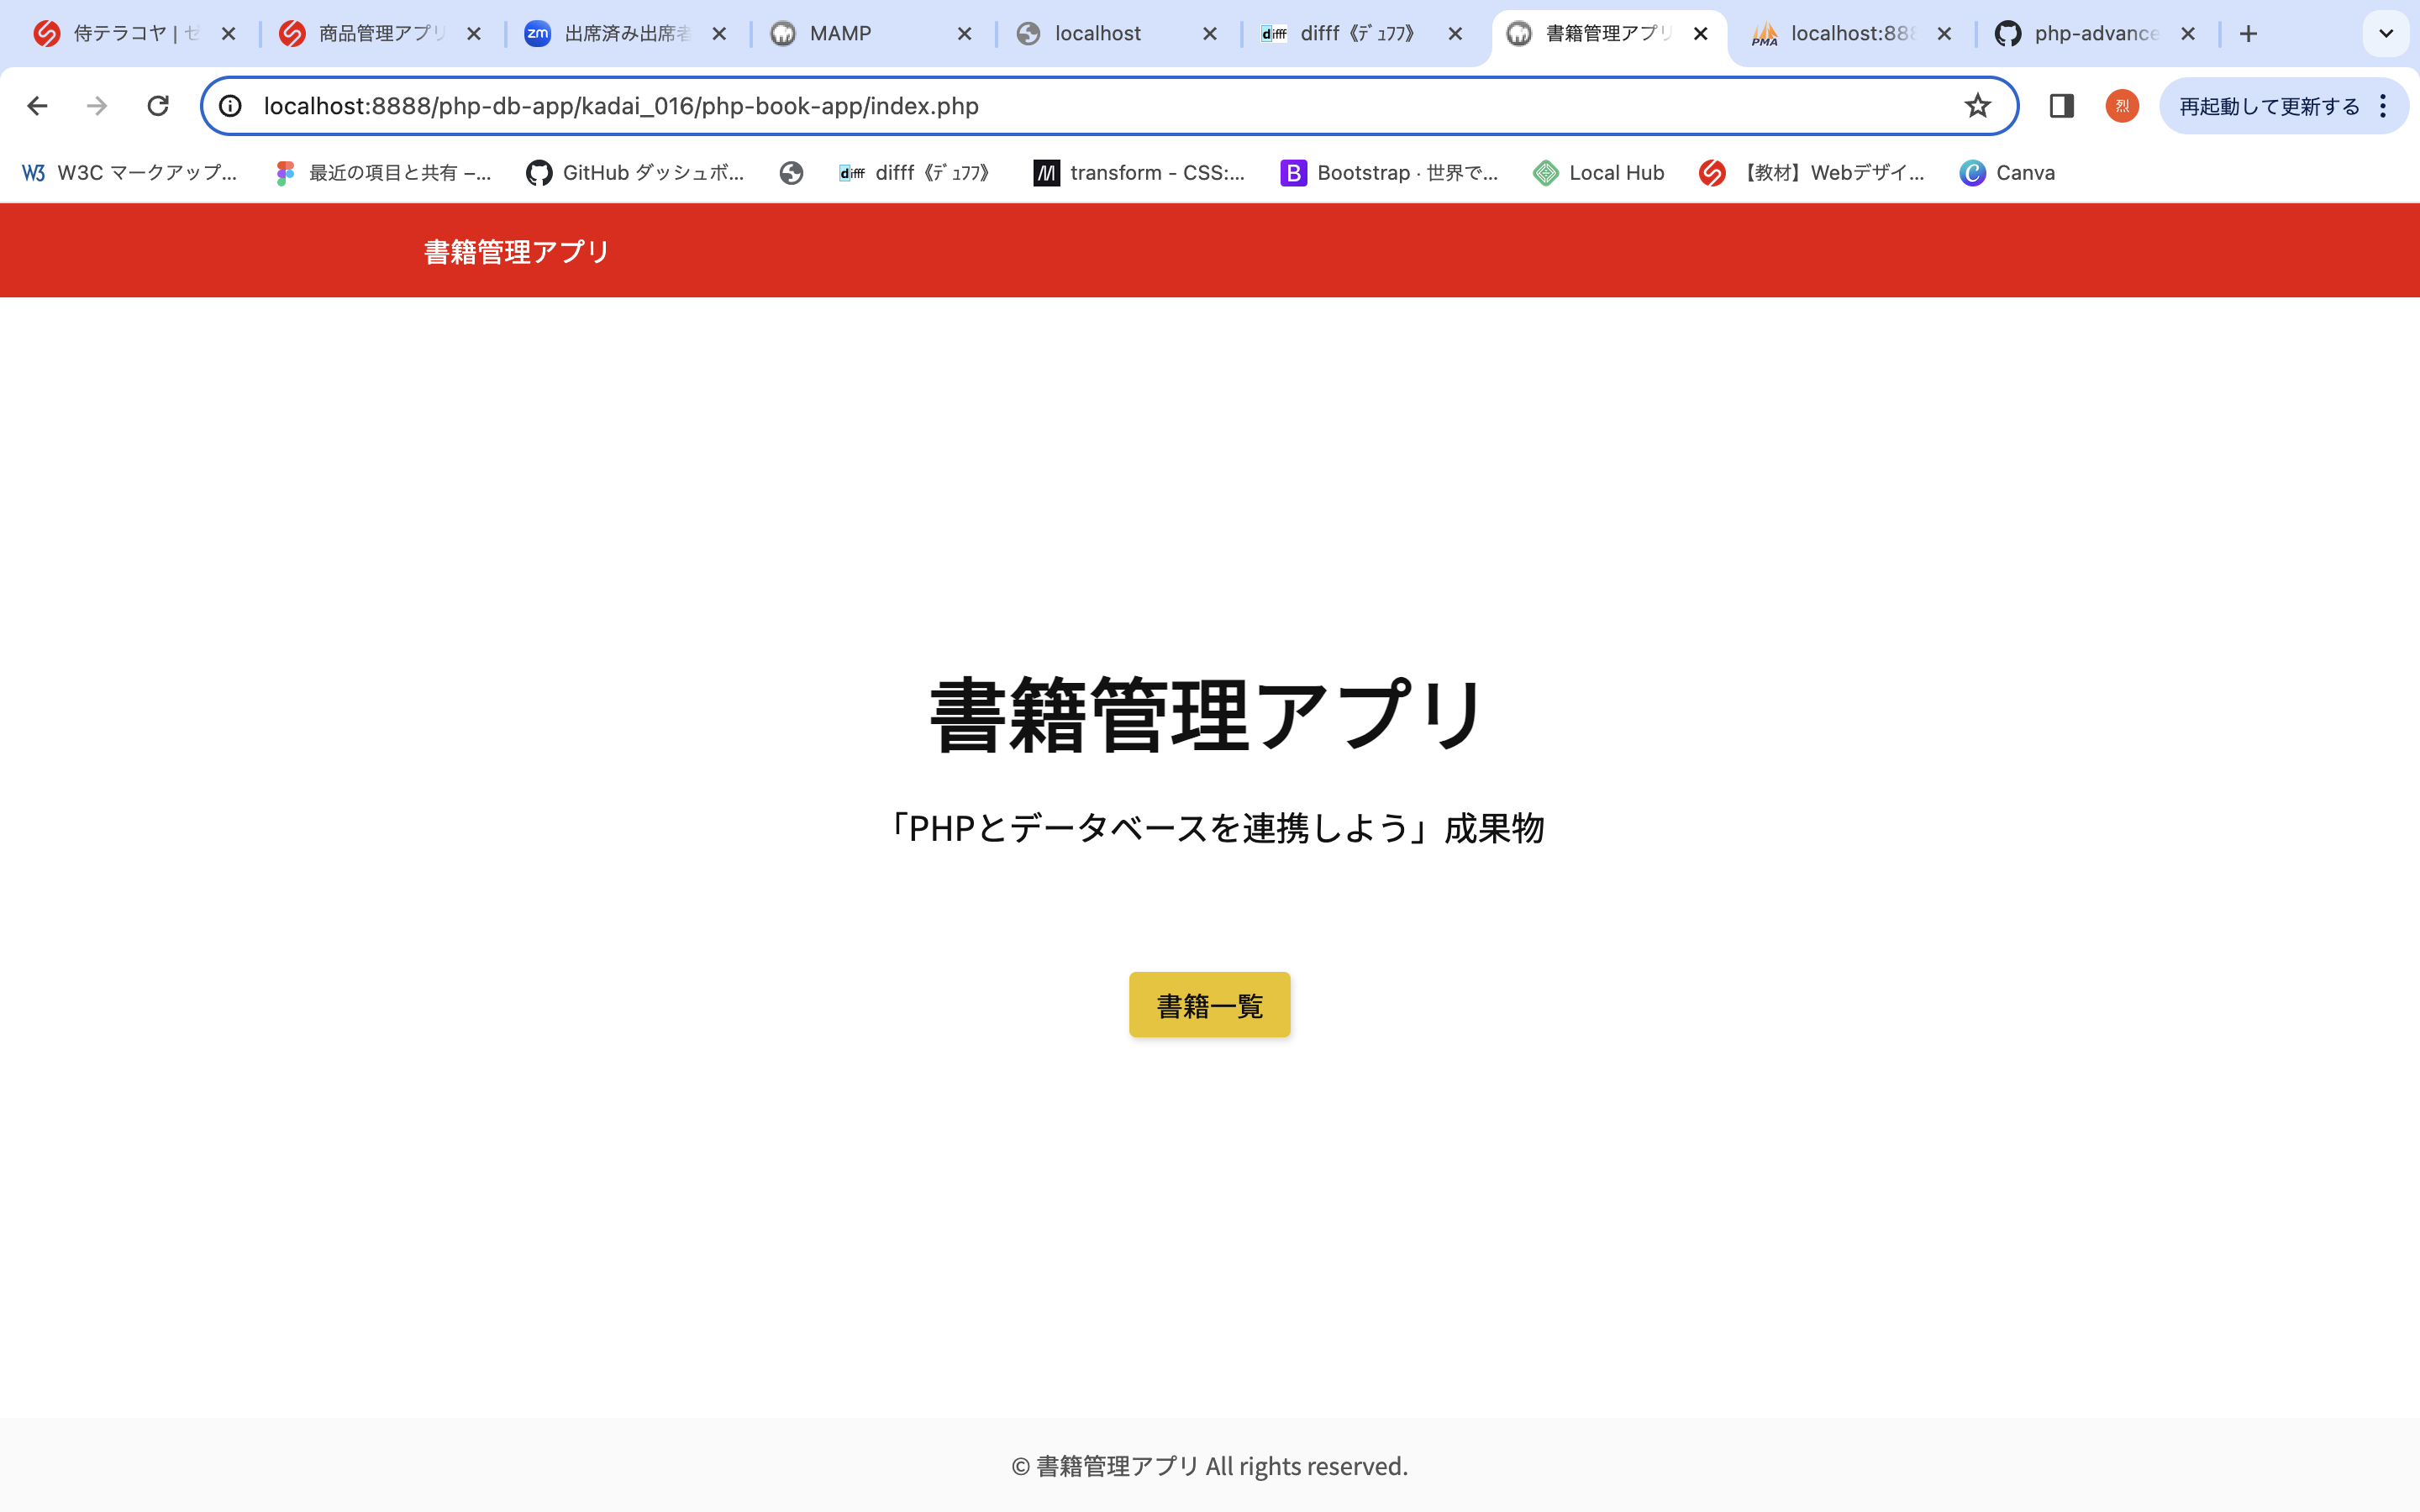 侍テラコヤ | ゼ
商品管理アプリ
zm 出席済み出席者
MAMP
localhost
difff difff《ﾃﾞｭﾌﾌ》
書籍管理アプリ
PMA localhost:888
php-advance
localhost:8888/php-db-app/kadai_016/php-book-app/index.php
烈
再起動して更新する
W3 W3C マークアップ...
最近の項目と共有 –...
GitHub ダッシュボ...
difff difff《ﾃﾞｭﾌﾌ》
M transform - CSS:...
B Bootstrap · 世界で...
Local Hub
【教材】Webデザイ...
C Canva
書籍管理アプリ
書籍管理アプリ
「PHPとデータベースを連携しよう」成果物
書籍一覧
© 書籍管理アプリ All rights reserved.